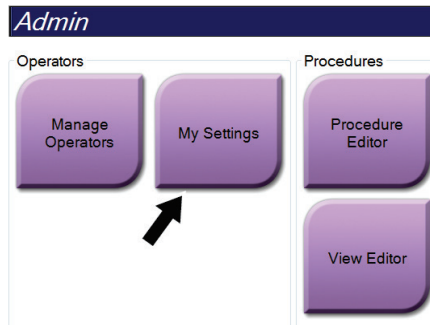 Admin
Operators
Manage
Operators
My Settings
Procedures
Procedure
Editor
View Editor